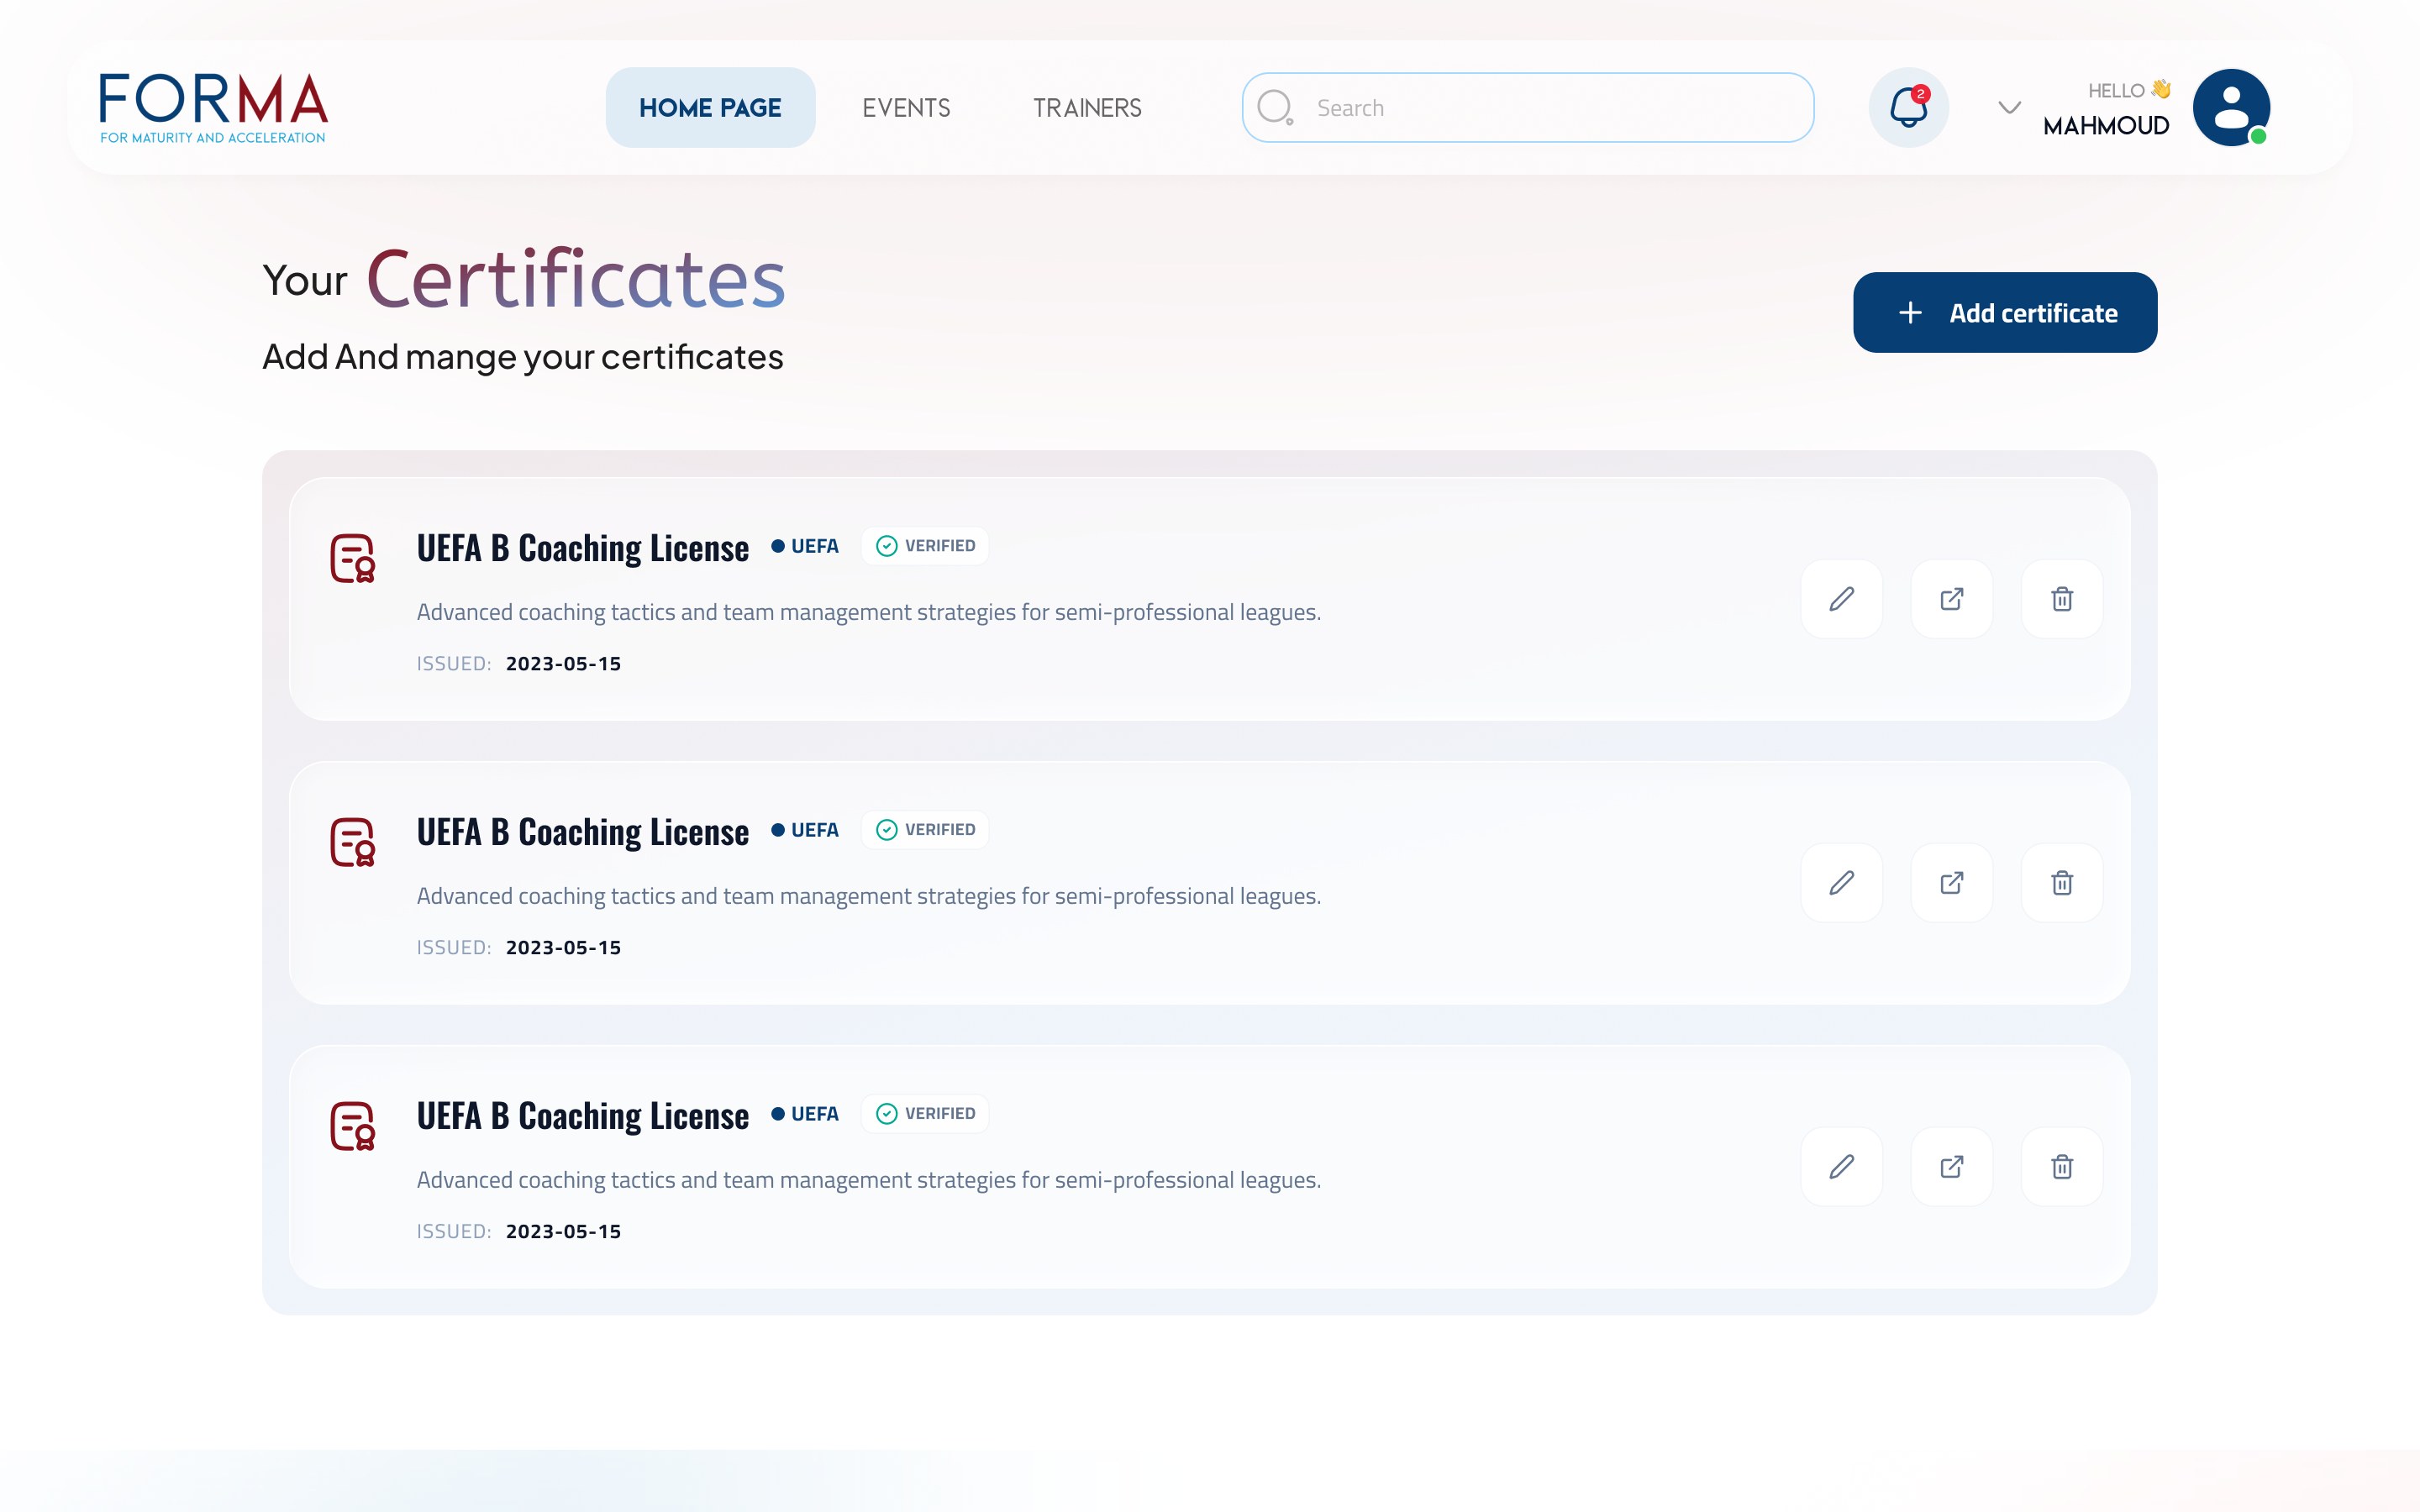 FORMA
FOR MATURITY AND ACCELERATION
HOME PAGE
EVENTS
TRAINERS
Search
2
HELLO 👋
MAHMOUD
Your Certificates
Add And mange your certificates
Add certificate
UEFA B Coaching License UEFA VERIFIED
Advanced coaching tactics and team management strategies for semi-professional leagues.
ISSUED: 2023-05-15
UEFA B Coaching License UEFA VERIFIED
Advanced coaching tactics and team management strategies for semi-professional leagues.
ISSUED: 2023-05-15
UEFA B Coaching License UEFA VERIFIED
Advanced coaching tactics and team management strategies for semi-professional leagues.
ISSUED: 2023-05-15